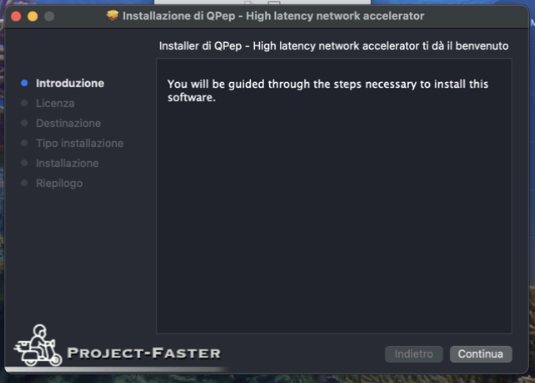 Installazione di QPep - High latency network accelerator
Installer di QPep - High latency network accelerator ti dà il benvenuto
Introduzione
Licenza
Destinazione
Tipo installazione
Installazione
Riepilogo
You will be guided through the steps necessary to install this
software.
PROJECT-FASTER
Indietro
Continua